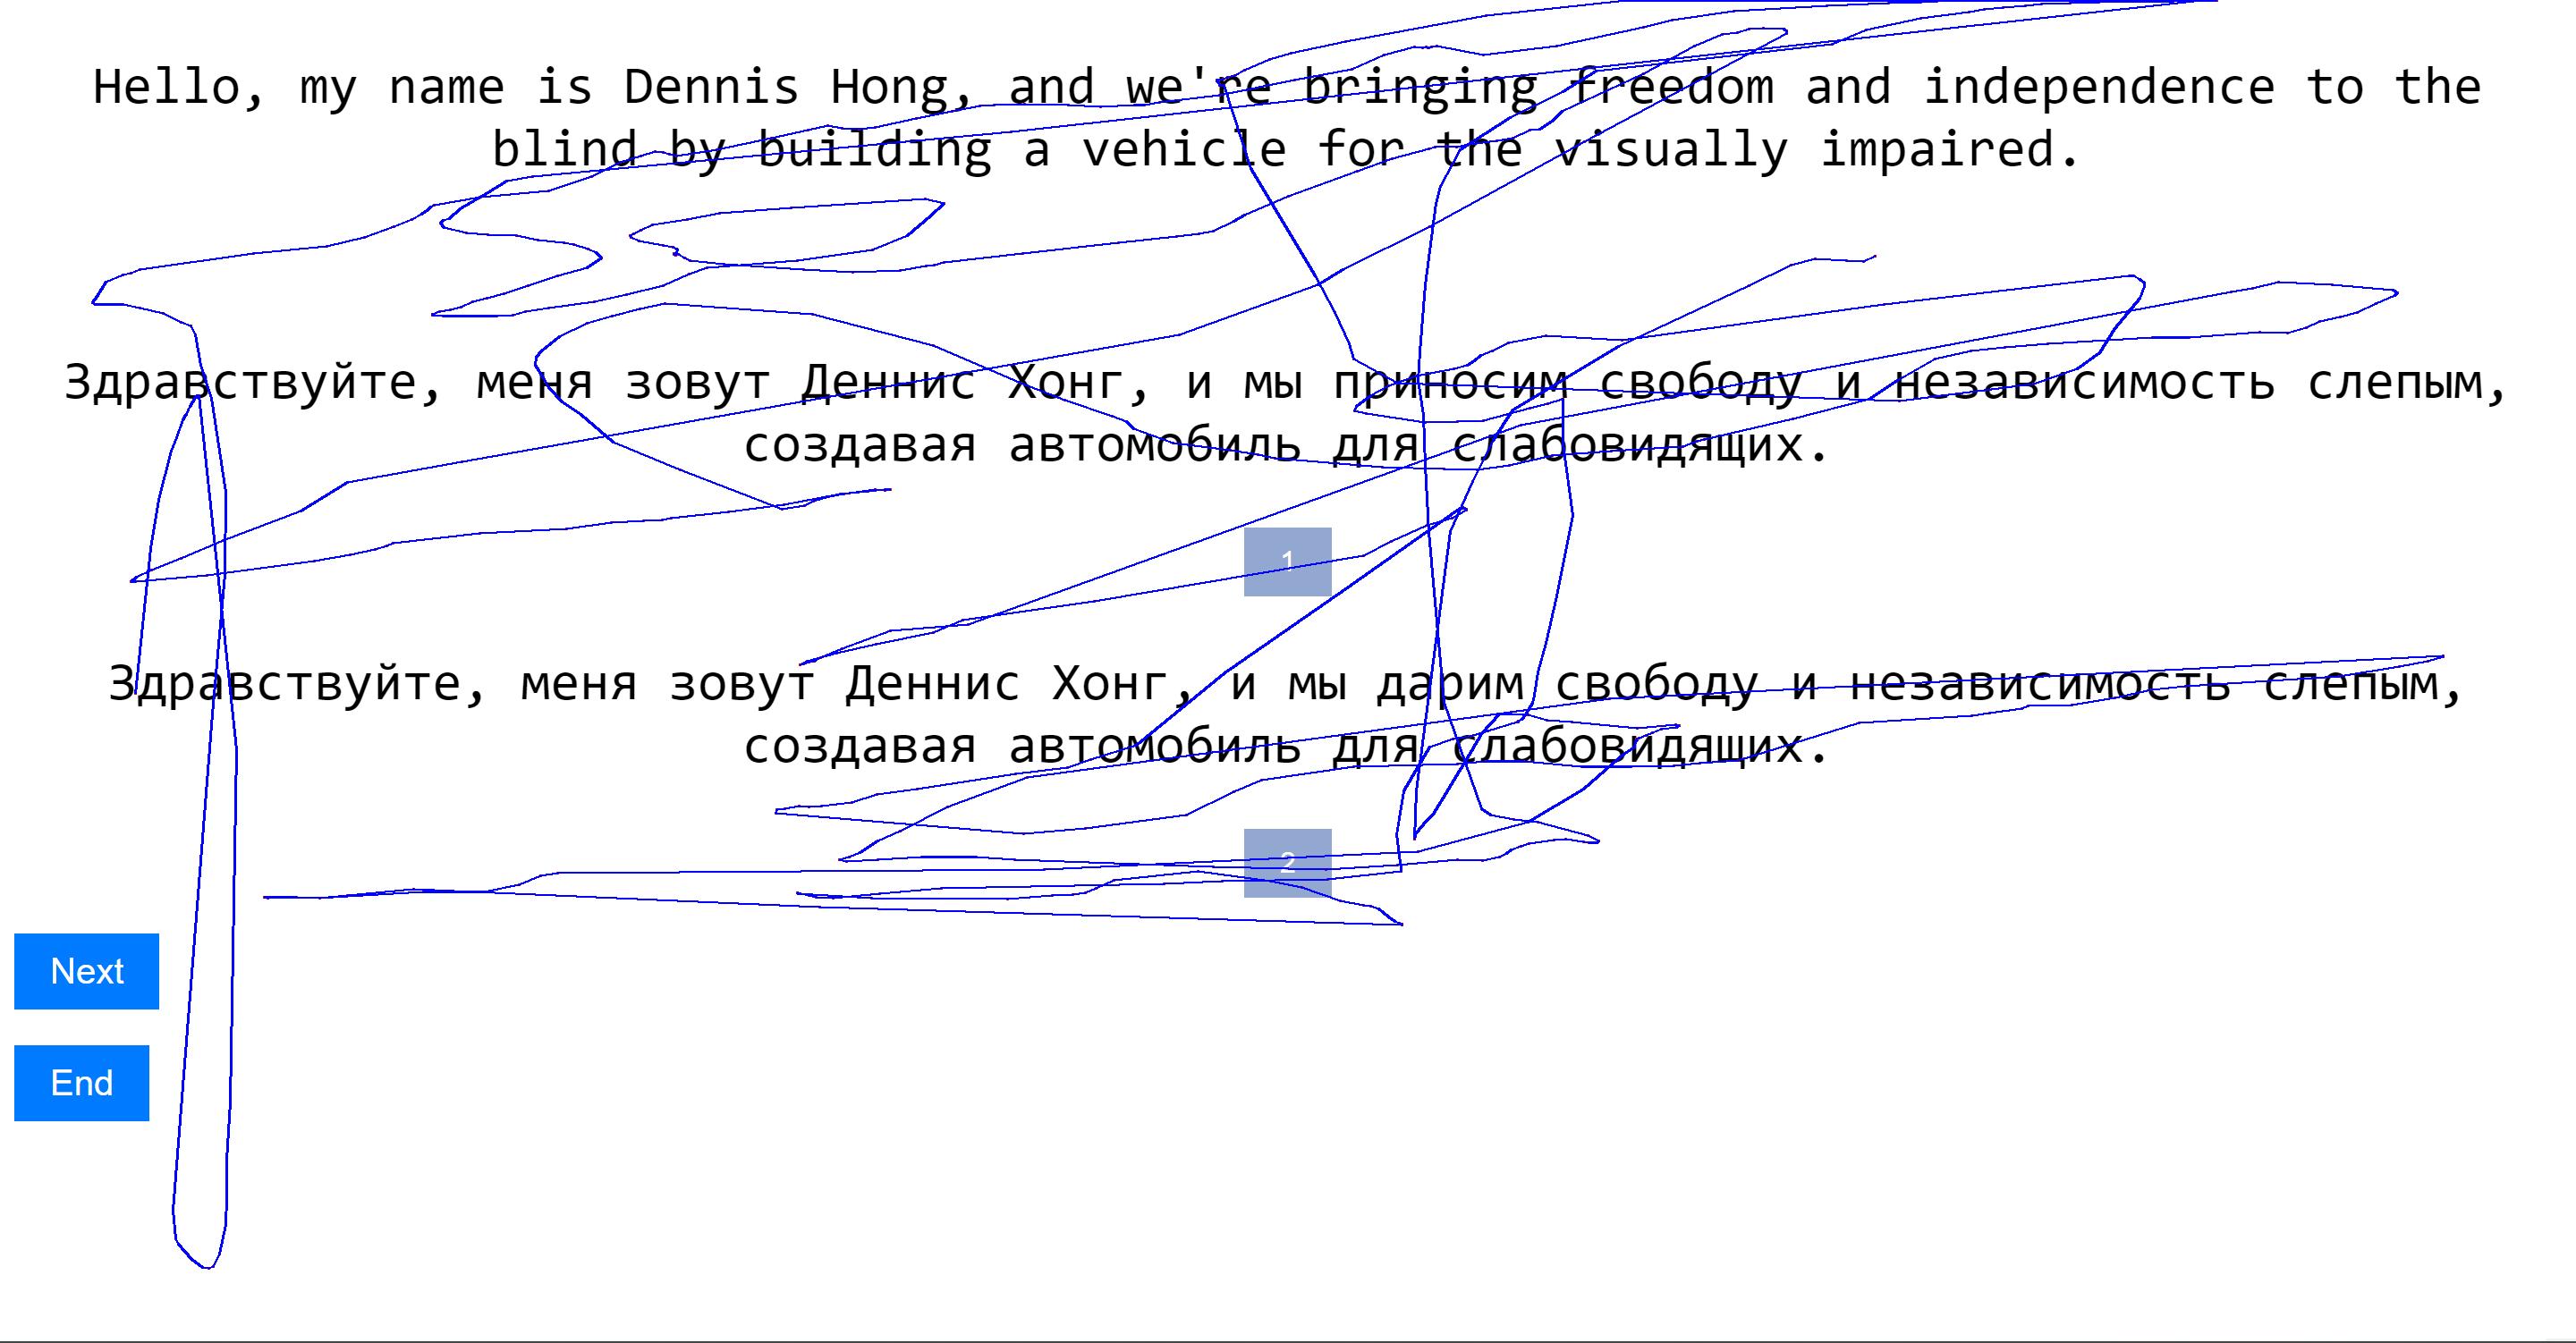 Hello, my name is Dennis Hong, and we're bringing freedom and independence to the
blind by building a vehicle for the visually impaired.
Здравствуйте, меня зовут Деннис Хонг, и мы приносим свободу и независимость слепым,
создавая автомобиль для слабовидящих.
1
Здравствуйте, меня зовут Деннис Хонг, и мы дарим свободу и независимость слепым,
создавая автомобиль для слабовидящих.
2
Next
End